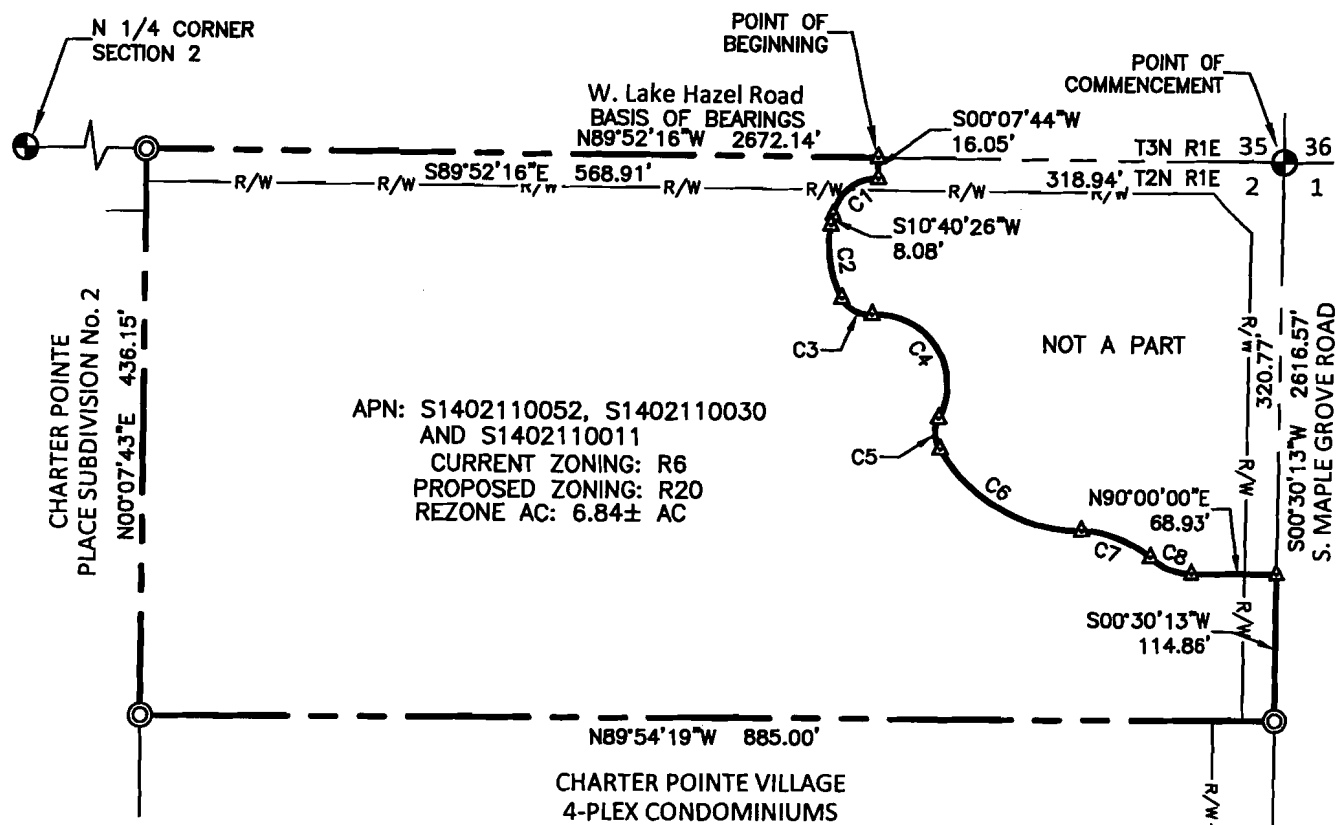 N 1/4 CORNER
SECTION 2
POINT OF
BEGINNING
POINT OF
COMMENCEMENT
W. Lake Hazel Road
BASIS OF BEARINGS
N89°52'16"W 2672.14'
S00°07'44"W
16.05'
T3N R1E 35 36
S89°52'16"E 568.91'
318.94' T2N R1E 2 1
R/W R/W R/W R/W R/W R/W
C1
S10°40'26"W
8.08'
C2
C3
C4
NOT A PART
CHARTER POINTE
PLACE SUBDIVISION No. 2
N00°07'43"E 436.15'
R/W
320.77'
S00°30'13"W 2616.57'
S. MAPLE GROVE ROAD
APN: S1402110052, S1402110030
AND S1402110011
CURRENT ZONING: R6
PROPOSED ZONING: R20
REZONE AC: 6.84± AC
C5
C6
R/W
N90°00'00"E
68.93'
C7
C8
R/W
S00°30'13"W
114.86'
N89°54'19"W 885.00'
CHARTER POINTE VILLAGE
4-PLEX CONDOMINIUMS
R/W